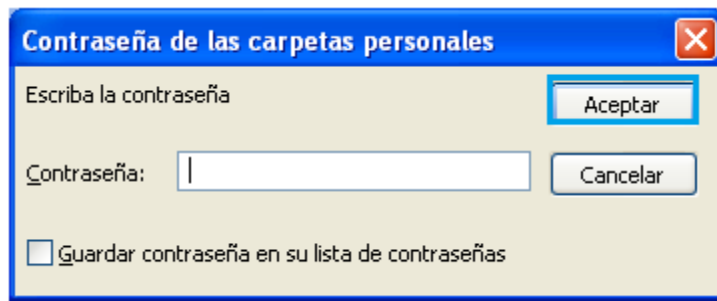 Contraseña de las carpetas personales
Escriba la contraseña
Aceptar
Contraseña:
Cancelar
Guardar contraseña en su lista de contraseñas